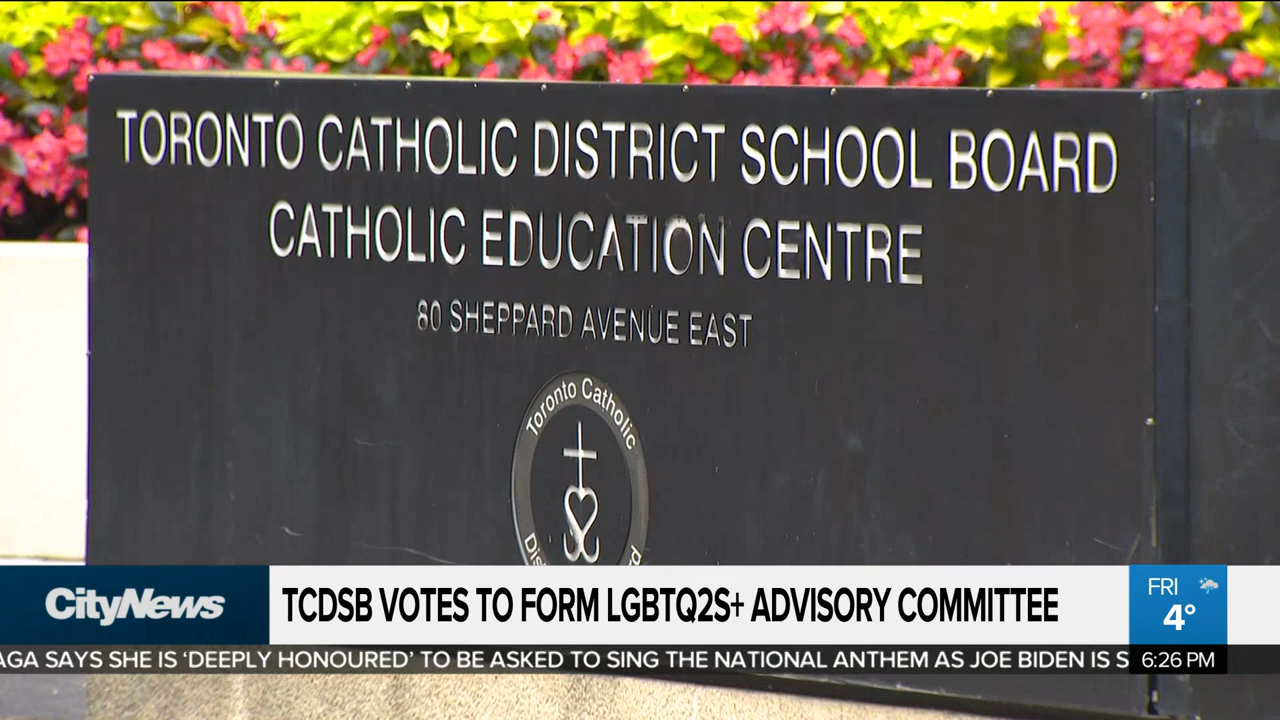 TORONTO CATHOLIC DISTRICT SCHOOL BOARD
CATHOLIC EDUCATION CENTRE
80 SHEPPARD AVENUE EAST
Toronto Catholic
CityNews
TCDSB VOTES TO FORM LGBTQ2S+ ADVISORY COMMITTEE
FRI
4°
AGA SAYS SHE IS ‘DEEPLY HONOURED’ TO BE ASKED TO SING THE NATIONAL ANTHEM AS JOE BIDEN IS S
6:26 PM